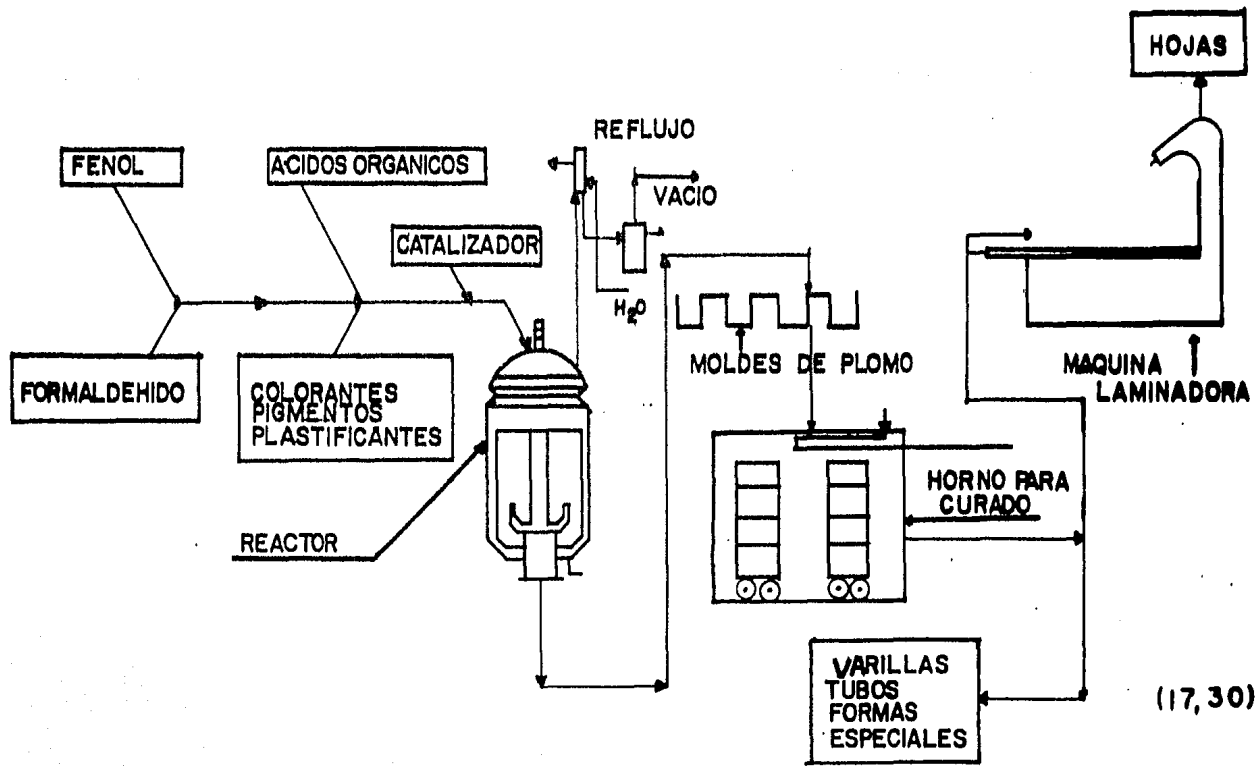 HOJAS
REFLUJO
FENOL
ACIDOS ORGANICOS
VACIO
CATALIZADOR
H2O
MOLDES DE PLOMO
MAQUINA
LAMINADORA
FORMALDEHIDO
COLORANTES
PIGMENTOS
PLASTIFICANTES
HORNO PARA
CURADO
REACTOR
VARILLAS
TUBOS
FORMAS
ESPECIALES
(17,30)